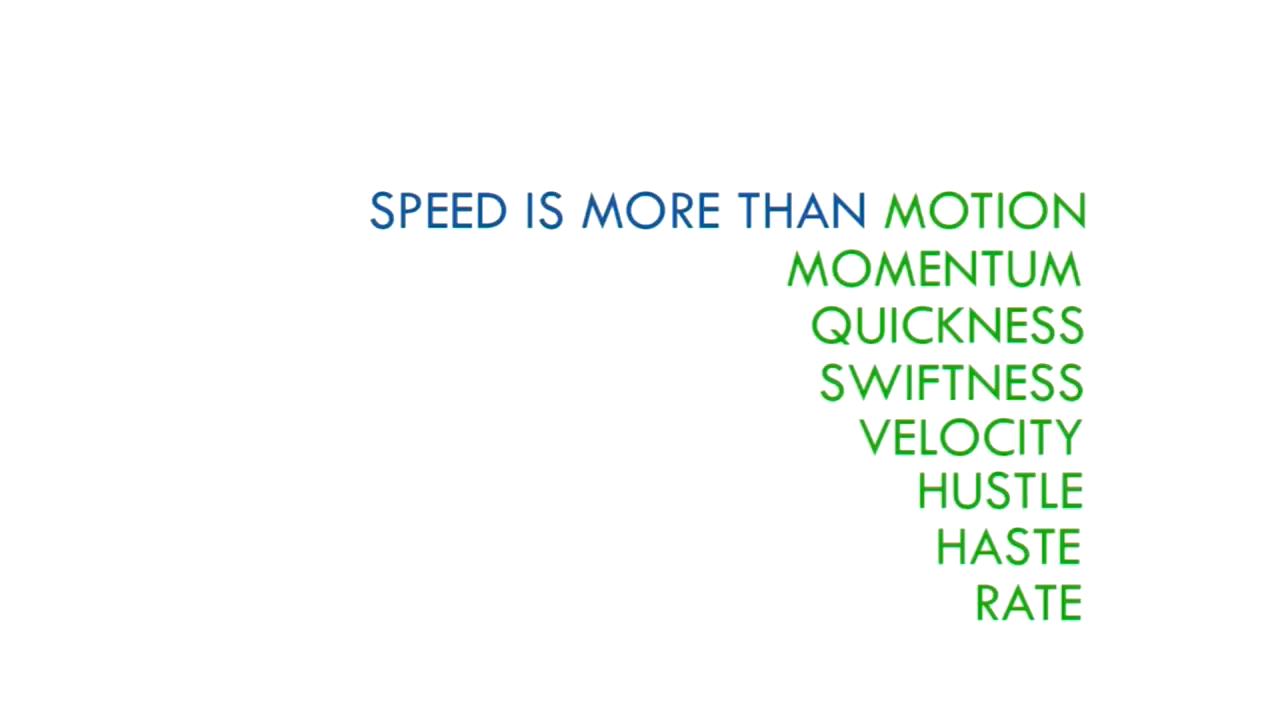 SPEED IS MORE THAN MOTION
MOMENTUM
QUICKNESS
SWIFTNESS
VELOCITY
HUSTLE
HASTE
RATE